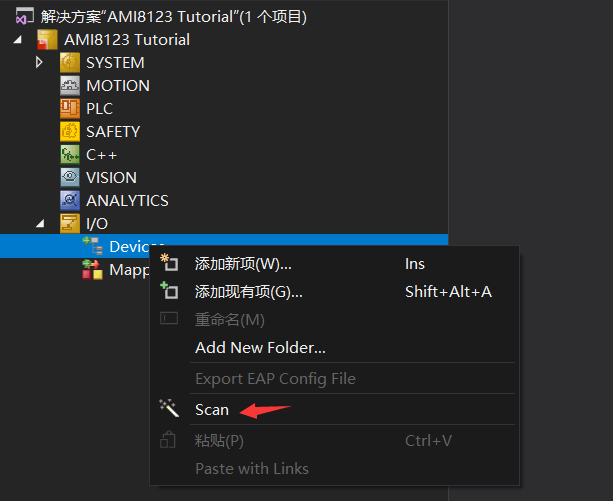 解决方案"AMI8123 Tutorial"(1 个项目)
AMI8123 Tutorial
SYSTEM
MOTION
PLC
SAFETY
C++
VISION
ANALYTICS
I/O
Devices
Mapp
添加新项(W)... Ins
添加现有项(G)... Shift+Alt+A
重命名(M)
Add New Folder...
Export EAP Config File
Scan
粘贴(P) Ctrl+V
Paste with Links